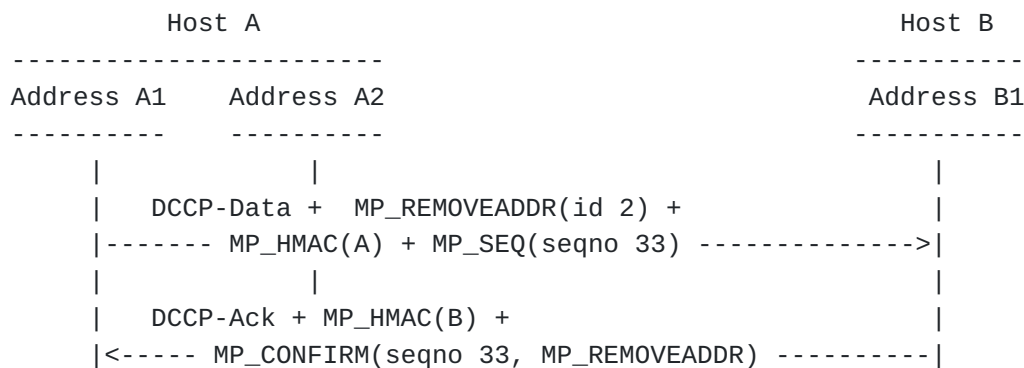 Host A Host B
------------------------ -----------
Address A1 Address A2 Address B1
---------- ---------- -----------
| | |
| DCCP-Data + MP_REMOVEADDR(id 2) + |
|------- MP_HMAC(A) + MP_SEQ(seqno 33) -------------->|
| | |
| DCCP-Ack + MP_HMAC(B) + |
|<----- MP_CONFIRM(seqno 33, MP_REMOVEADDR) ----------|